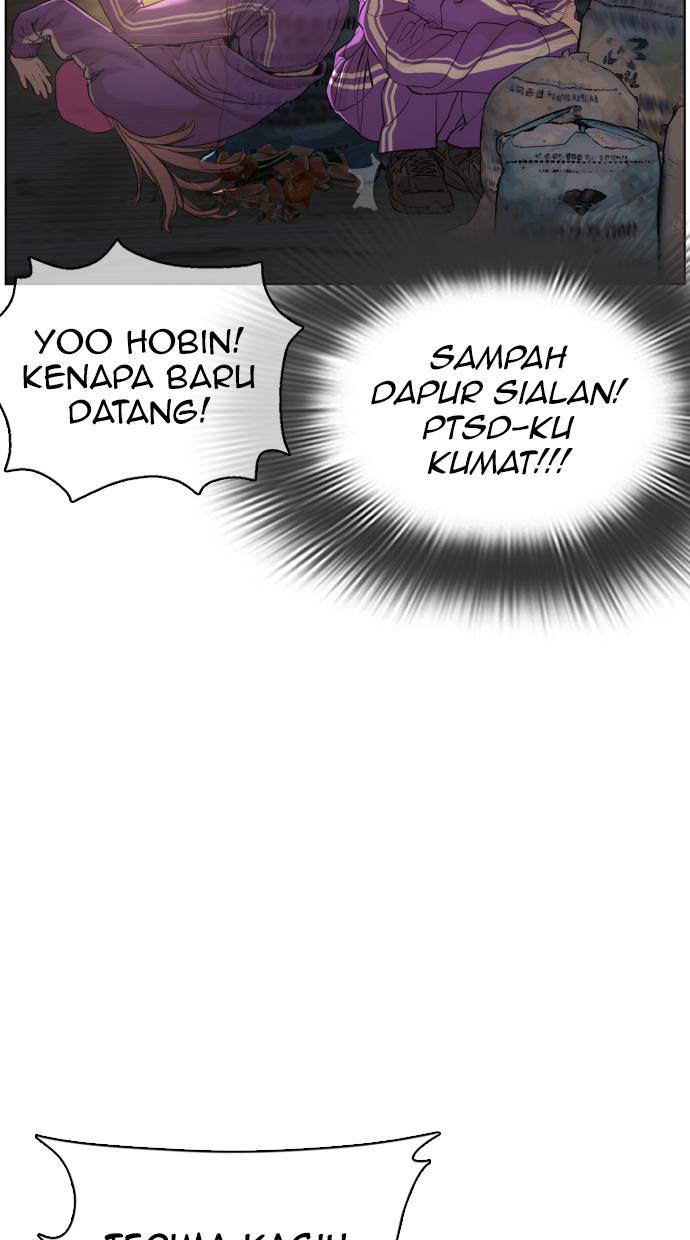 YOO HOBIN!
KENAPA BARU
DATANG!
SAMPAH
DAPUR SIALAN!
PTSD-KU
KUMAT!!!